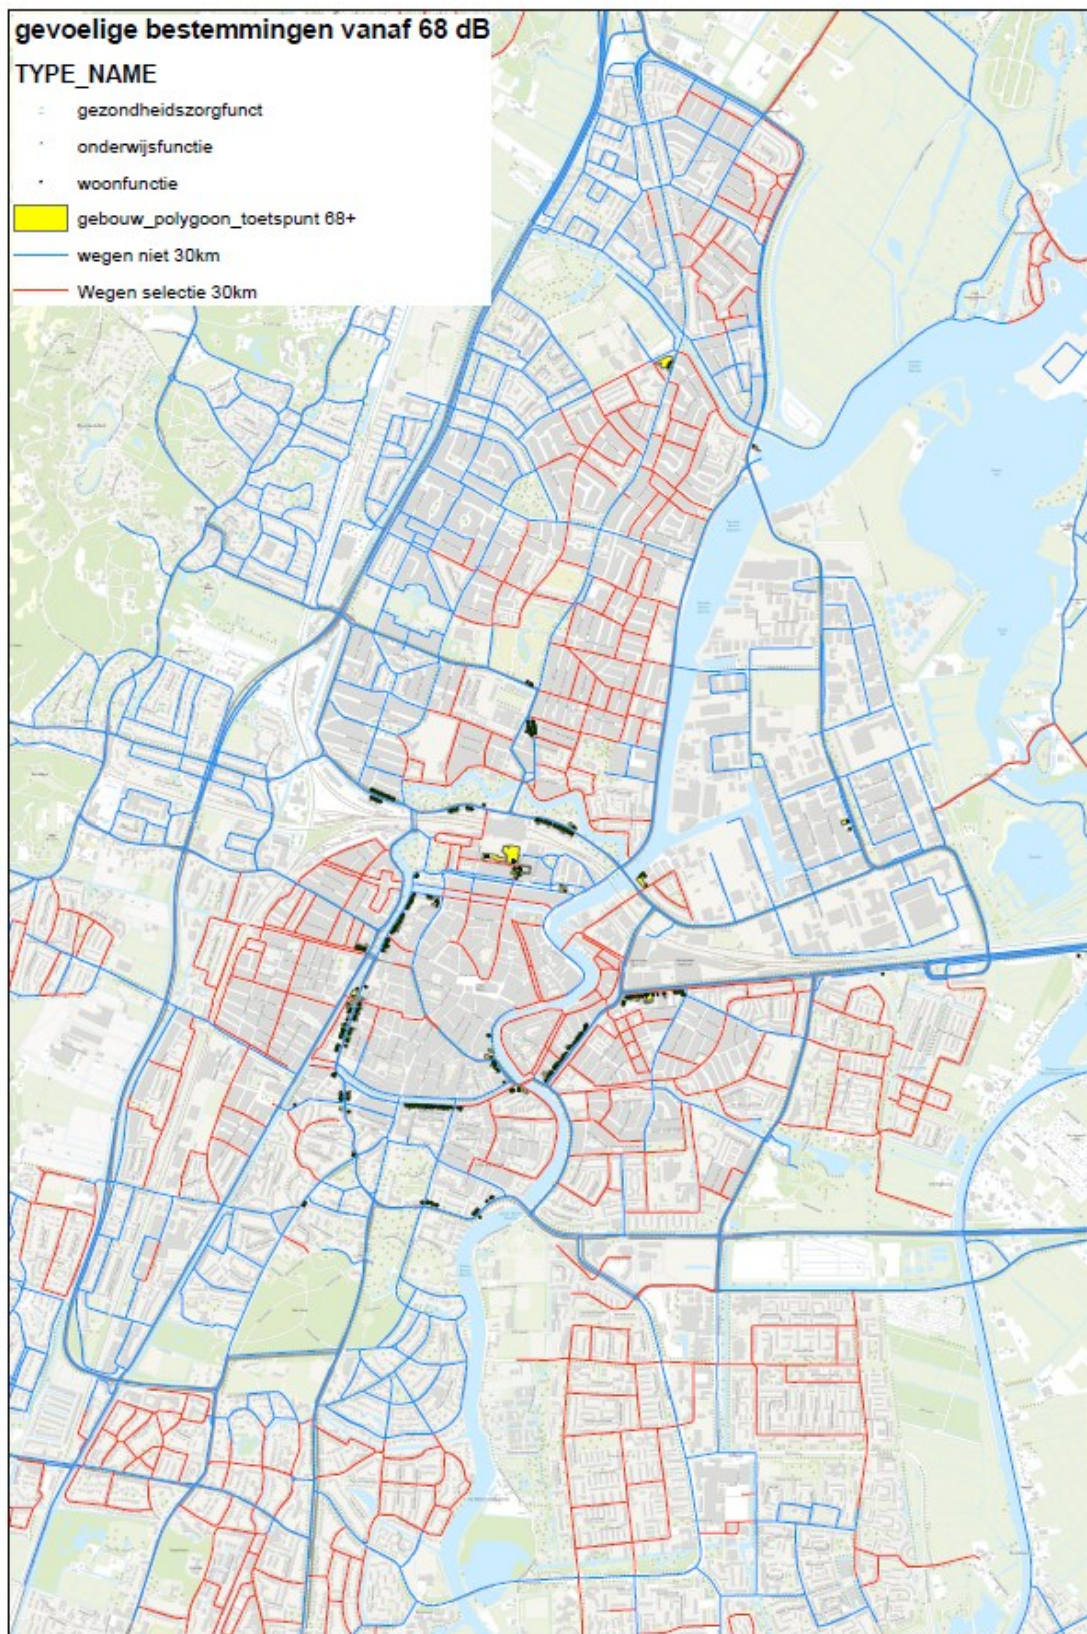 gevoelige bestemmingen vanaf 68 dB
TYPE_NAME
gezondheidszorgfunct
onderwijsfunctie
woonfunctie
gebouw_polygoon_toetspunt 68+
wegen niet 30km
Wegen selectie 30km